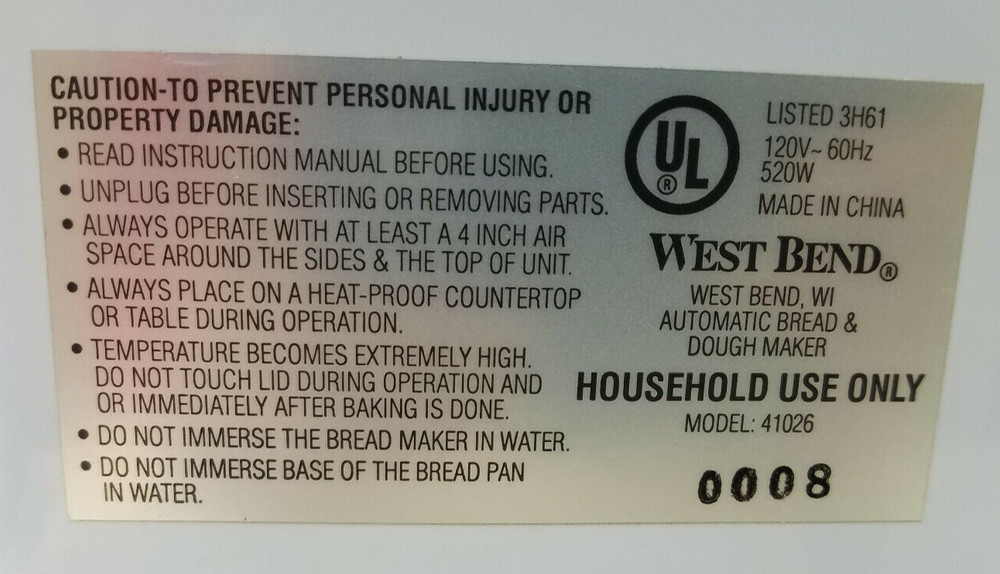 CAUTION-TO PREVENT PERSONAL INJURY OR
PROPERTY DAMAGE:
• READ INSTRUCTION MANUAL BEFORE USING.
• UNPLUG BEFORE INSERTING OR REMOVING PARTS.
• ALWAYS OPERATE WITH AT LEAST A 4 INCH AIR
SPACE AROUND THE SIDES & THE TOP OF UNIT.
• ALWAYS PLACE ON A HEAT-PROOF COUNTERTOP
OR TABLE DURING OPERATION.
• TEMPERATURE BECOMES EXTREMELY HIGH.
DO NOT TOUCH LID DURING OPERATION AND
OR IMMEDIATELY AFTER BAKING IS DONE.
• DO NOT IMMERSE THE BREAD MAKER IN WATER.
• DO NOT IMMERSE BASE OF THE BREAD PAN
IN WATER.
UL®
LISTED 3H61
120V~ 60Hz
520W
MADE IN CHINA
WEST BEND®
WEST BEND, WI
AUTOMATIC BREAD &
DOUGH MAKER
HOUSEHOLD USE ONLY
MODEL: 41026
0008